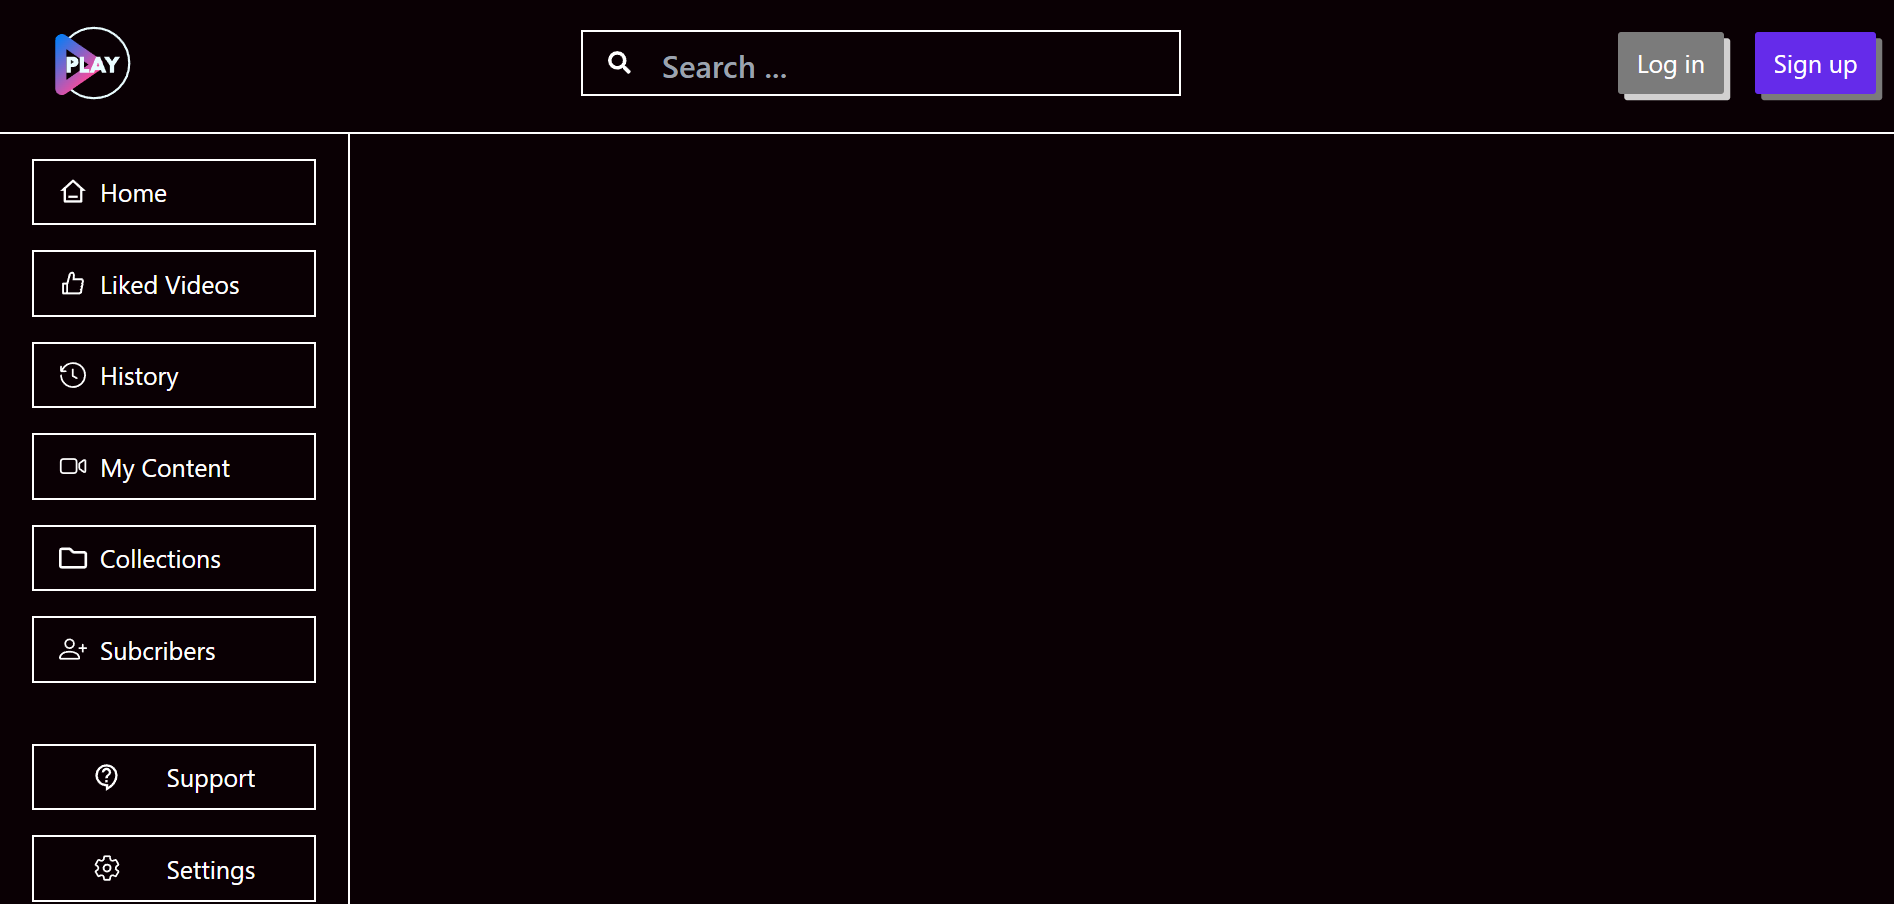 PLAY
Search ...
Log in
Sign up
Home
Liked Videos
History
My Content
Collections
Subcribers
Support
Settings